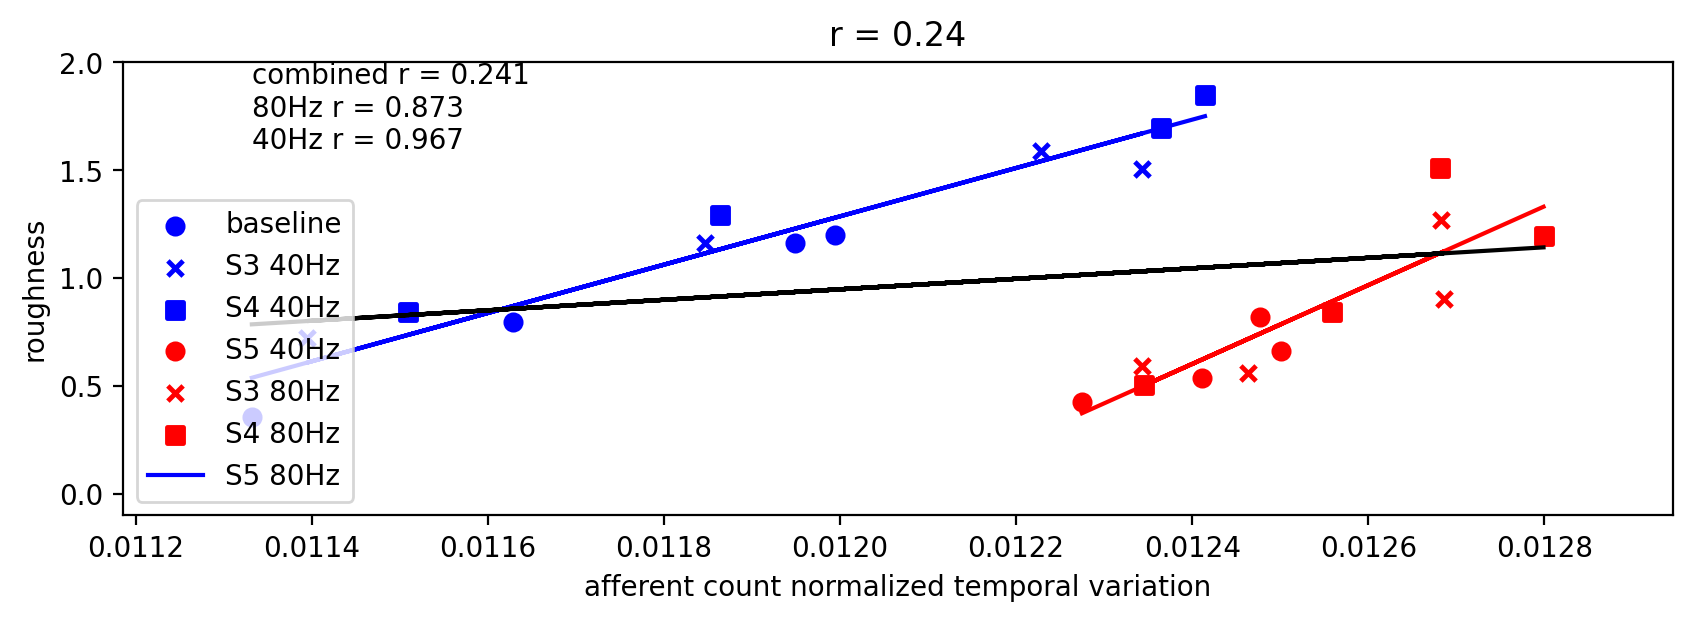 r = 0.24
combined r = 0.241
80Hz r = 0.873
40Hz r = 0.967
2.0
1.5
1.0
0.5
0.0
roughness
baseline
S3 40Hz
S4 40Hz
S5 40Hz
S3 80Hz
S4 80Hz
S5 80Hz
0.0112 0.0114 0.0116 0.0118 0.0120 0.0122 0.0124 0.0126 0.0128
afferent count normalized temporal variation